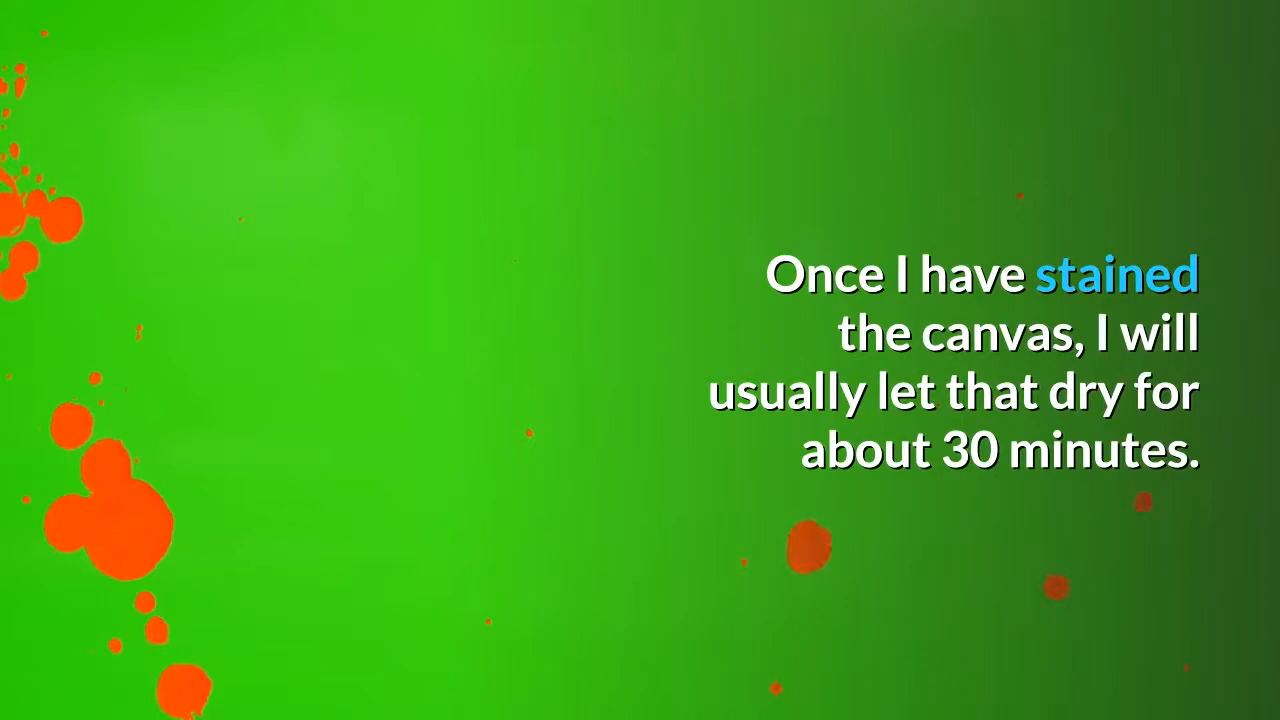 Once I have stained
the canvas, I will
usually let that dry for
about 30 minutes.